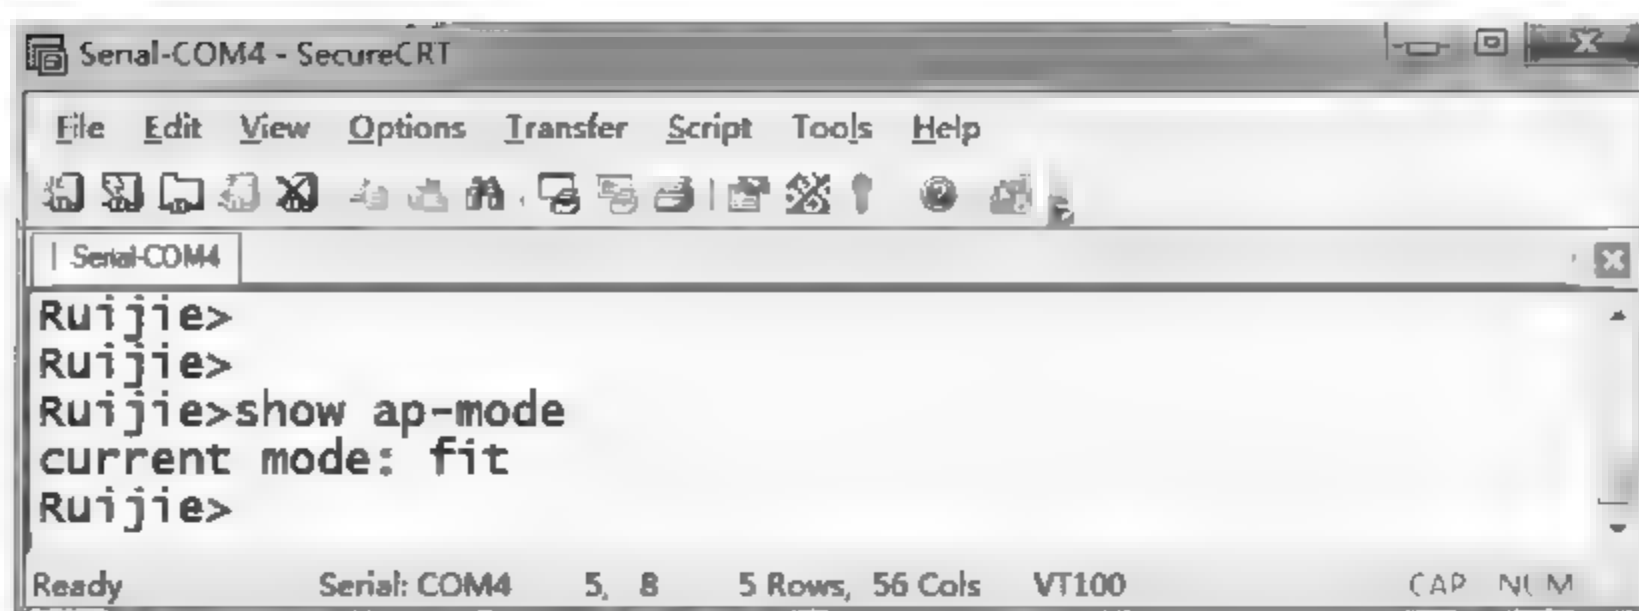 Serial-COM4 - SecureCRT
File Edit View Options Transfer Script Tools Help
Serial-COM4
Ruijie>
Ruijie>
Ruijie>show ap-mode
current mode: fit
Ruijie>
Ready Serial: COM4 5, 8 5 Rows, 56 Cols VT100 CAP NUM